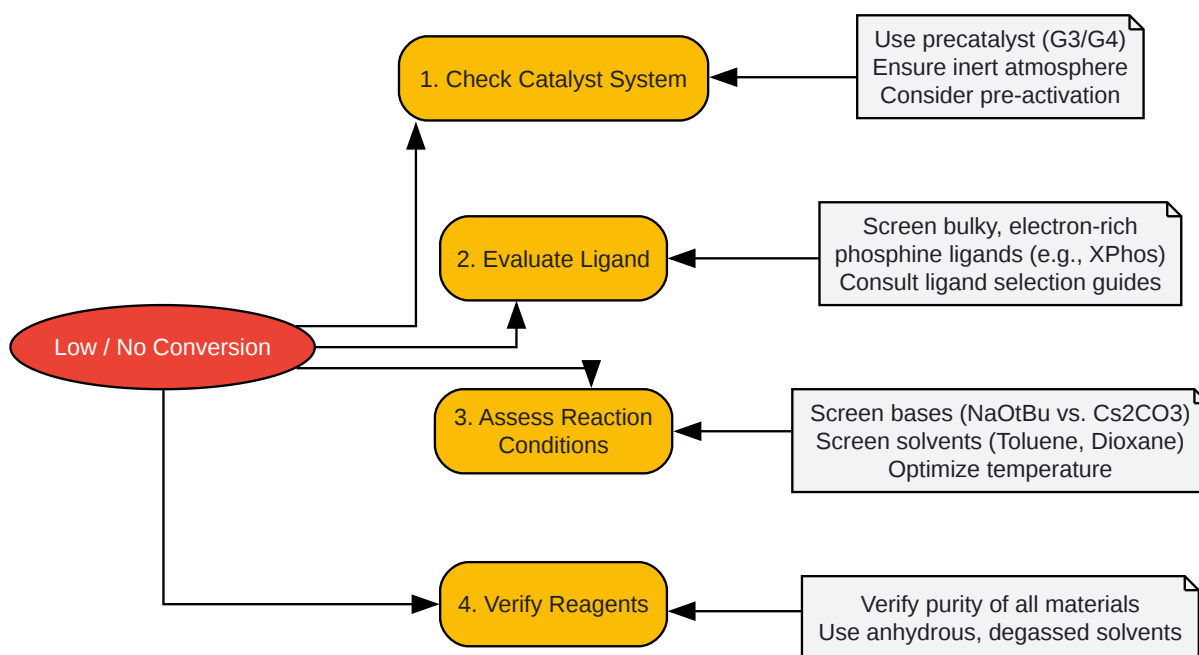 Low / No Conversion
1. Check Catalyst System
Use precatalyst (G3/G4)
Ensure inert atmosphere
Consider pre-activation
2. Evaluate Ligand
Screen bulky, electron-rich
phosphine ligands (e.g., XPhos)
Consult ligand selection guides
3. Assess Reaction
Conditions
Screen bases (NaOtBu vs. Cs2CO3)
Screen solvents (Toluene, Dioxane)
Optimize temperature
4. Verify Reagents
Verify purity of all materials
Use anhydrous, degassed solvents